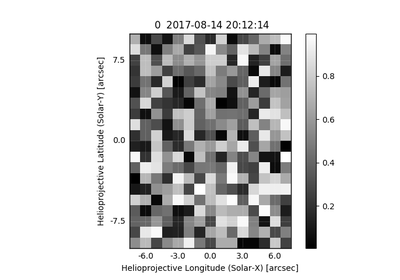 0 2017-08-14 20:12:14
Helioprojective Latitude (Solar-Y) [arcsec]
7.5
0.0
-7.5
-6.0 -3.0 0.0 3.0 6.0
Helioprojective Longitude (Solar-X) [arcsec]
0.8
0.6
0.4
0.2